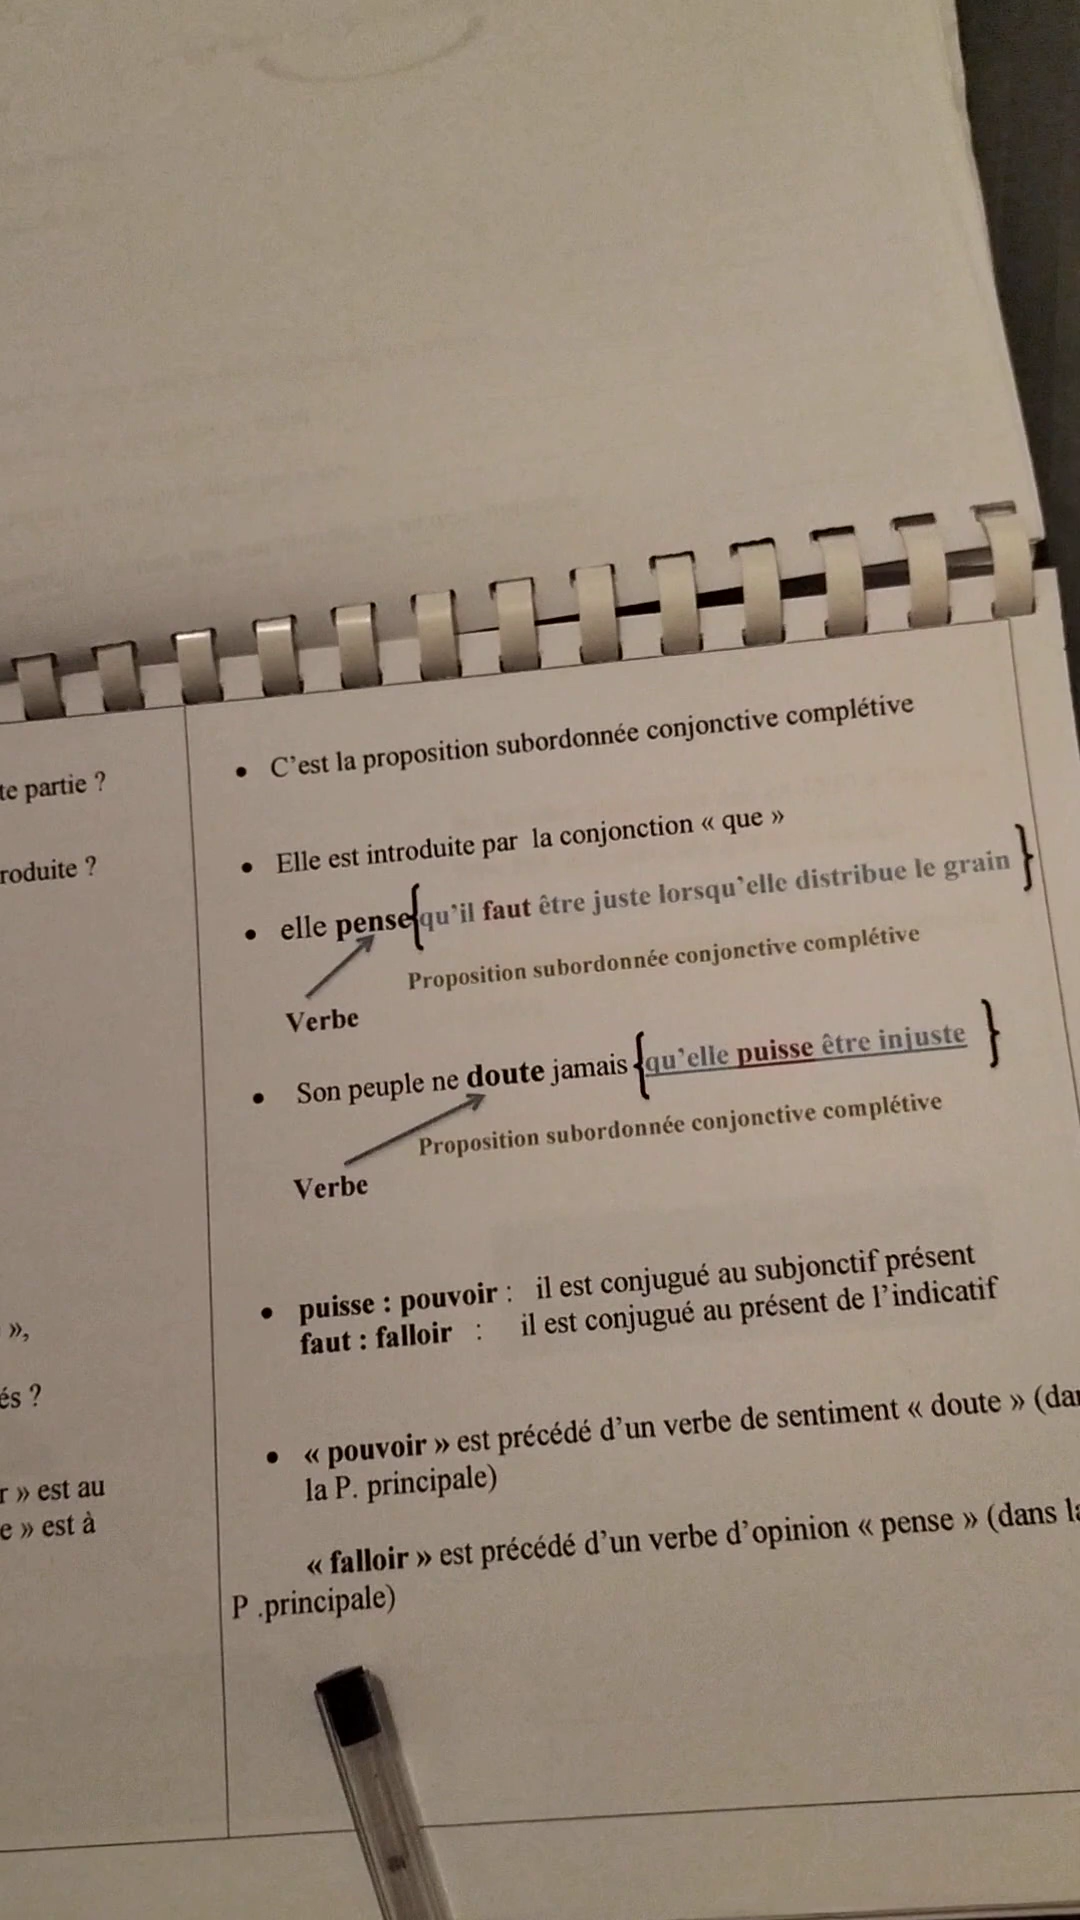 te partie ?
roduite ?
»,
és ?
r » est au
e » est à
• C'est la proposition subordonnée conjonctive complétive
• Elle est introduite par la conjonction « que »
• elle pense{qu'il faut être juste lorsqu'elle distribue le grain}
Proposition subordonnée conjonctive complétive
Verbe
• Son peuple ne doute jamais {qu'elle puisse être injuste }
Proposition subordonnée conjonctive complétive
Verbe
• puisse : pouvoir : il est conjugué au subjonctif présent
faut : falloir : il est conjugué au présent de l'indicatif
• « pouvoir » est précédé d'un verbe de sentiment « doute » (da
la P. principale)
« falloir » est précédé d'un verbe d'opinion « pense » (dans la
P .principale)